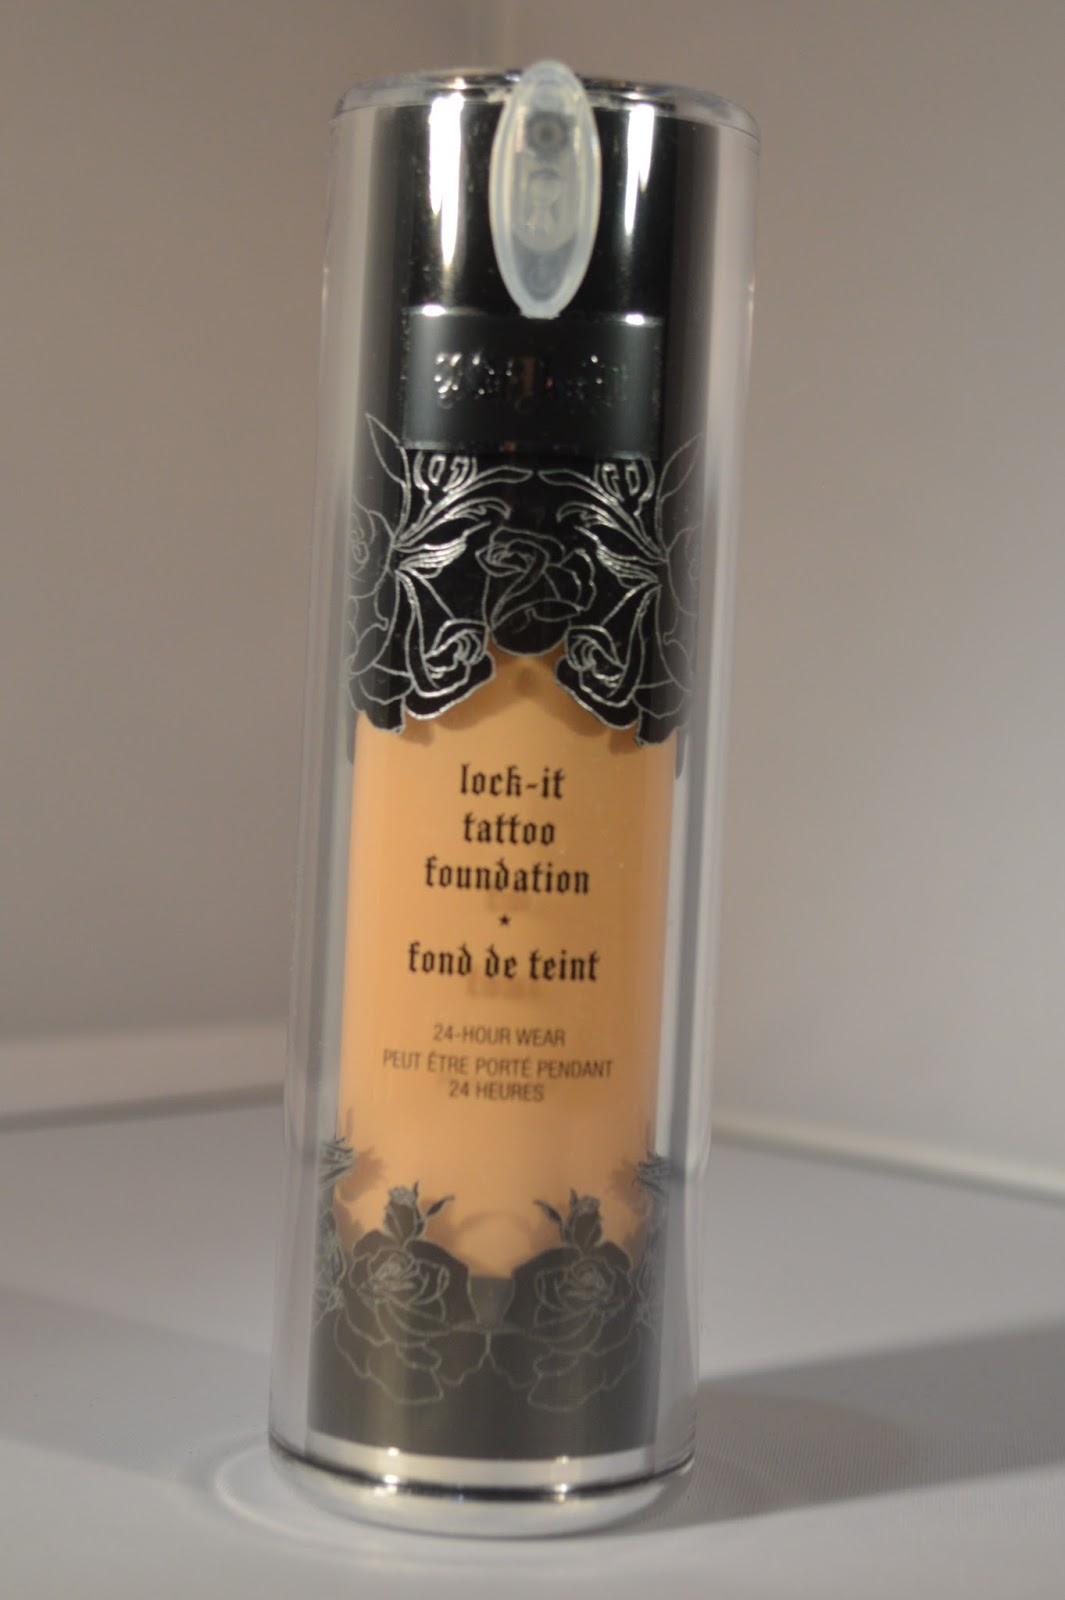 lock-it
tattoo
foundation
fond de teint
24-HOUR WEAR
PEUT ÊTRE PORTÉ PENDANT
24 HEURES